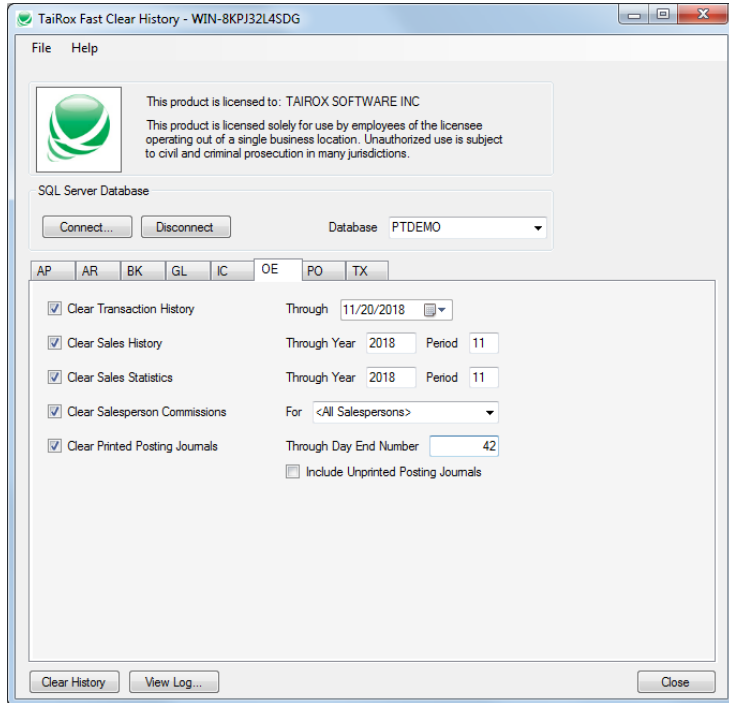 TaiRox Fast Clear History - WIN-8KPJ32L4SDG
File Help
This product is licensed to: TAIROX SOFTWARE INC
This product is licensed solely for use by employees of the licensee
operating out of a single business location. Unauthorized use is subject
to civil and criminal prosecution in many jurisdictions.
SQL Server Database
Connect... Disconnect Database PTDEMO
AP AR BK GL IC OE PO TX
Clear Transaction History Through 11/20/2018
Clear Sales History Through Year 2018 Period 11
Clear Sales Statistics Through Year 2018 Period 11
Clear Salesperson Commissions For <All Salespersons>
Clear Printed Posting Journals Through Day End Number 42
Include Unprinted Posting Journals
Clear History View Log... Close